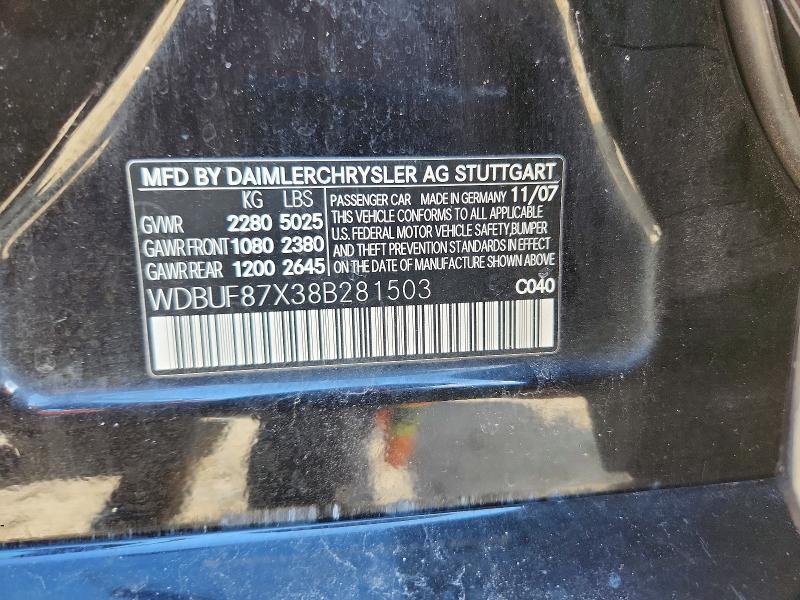 MFD BY DAIMLERCHRYSLER AG STUTTGART
KG LBS
GVWR 2280 5025
GAWR FRONT 1080 2380
GAWR REAR 1200 2645
PASSENGER CAR MADE IN GERMANY 11/07
THIS VEHICLE CONFORMS TO ALL APPLICABLE
U.S. FEDERAL MOTOR VEHICLE SAFETY, BUMPER
AND THEFT PREVENTION STANDARDS IN EFFECT
ON THE DATE OF MANUFACTURE SHOWN ABOVE
WDBUF87X38B281503
C040